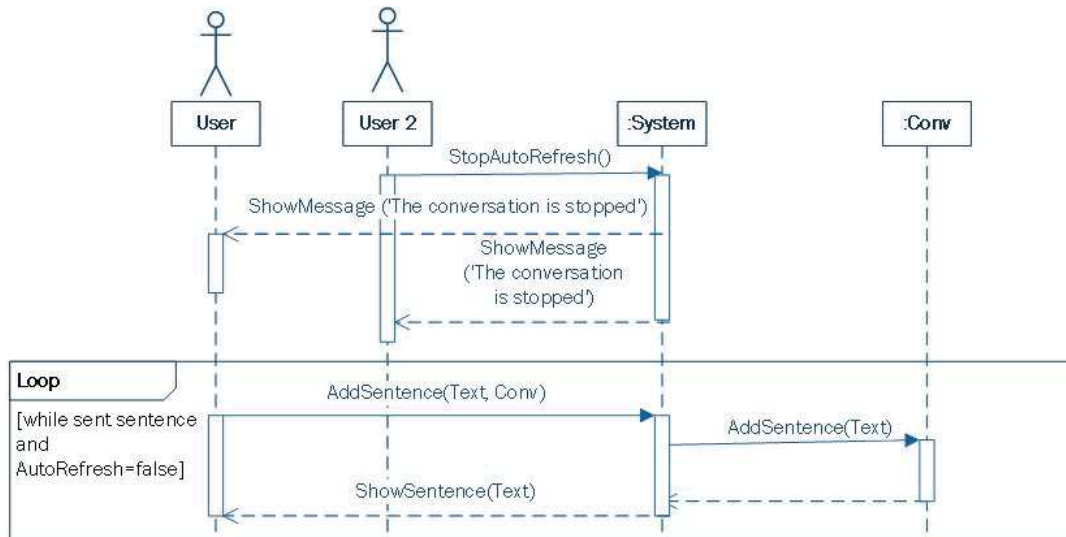 User
User 2
:System
:Conv
StopAutoRefresh()
ShowMessage ('The conversation is stopped')
ShowMessage
('The conversation
is stopped')
Loop
[while sent sentence
and
AutoRefresh=false]
AddSentence(Text, Conv)
AddSentence(Text)
ShowSentence(Text)